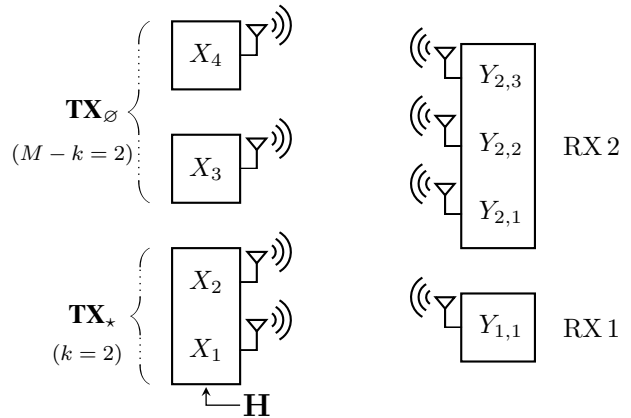 X₄
Y₂,₃
TX∅
(M − k = 2)
Y₂,₂
RX 2
X₃
Y₂,₁
X₂
TX⋆
(k = 2)
X₁
Y₁,₁
RX 1
H